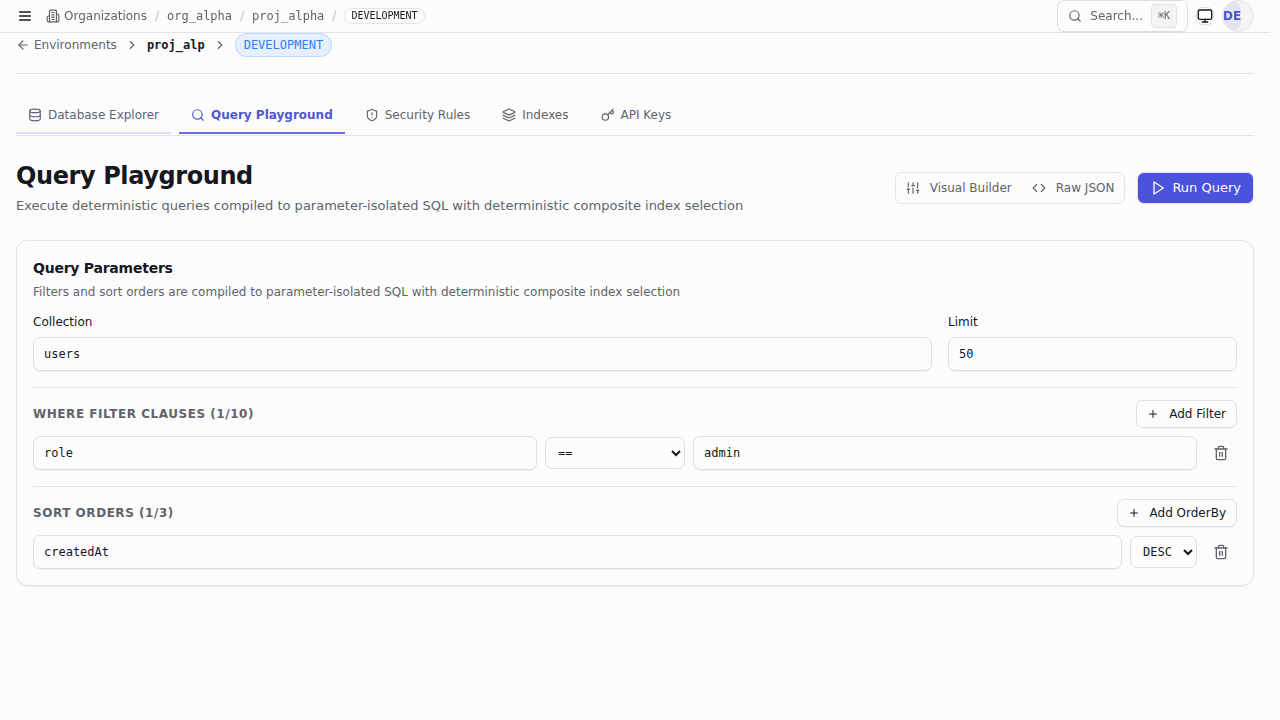 Organizations / org_alpha / proj_alpha / DEVELOPMENT Search... ⌘K DE
Environments > proj_alp > DEVELOPMENT
Database Explorer Query Playground Security Rules Indexes API Keys
Query Playground
Execute deterministic queries compiled to parameter-isolated SQL with deterministic composite index selection
Visual Builder Raw JSON Run Query
Query Parameters
Filters and sort orders are compiled to parameter-isolated SQL with deterministic composite index selection
Collection Limit
users 50
WHERE FILTER CLAUSES (1/10) + Add Filter
role == admin
SORT ORDERS (1/3) + Add OrderBy
createdAt DESC